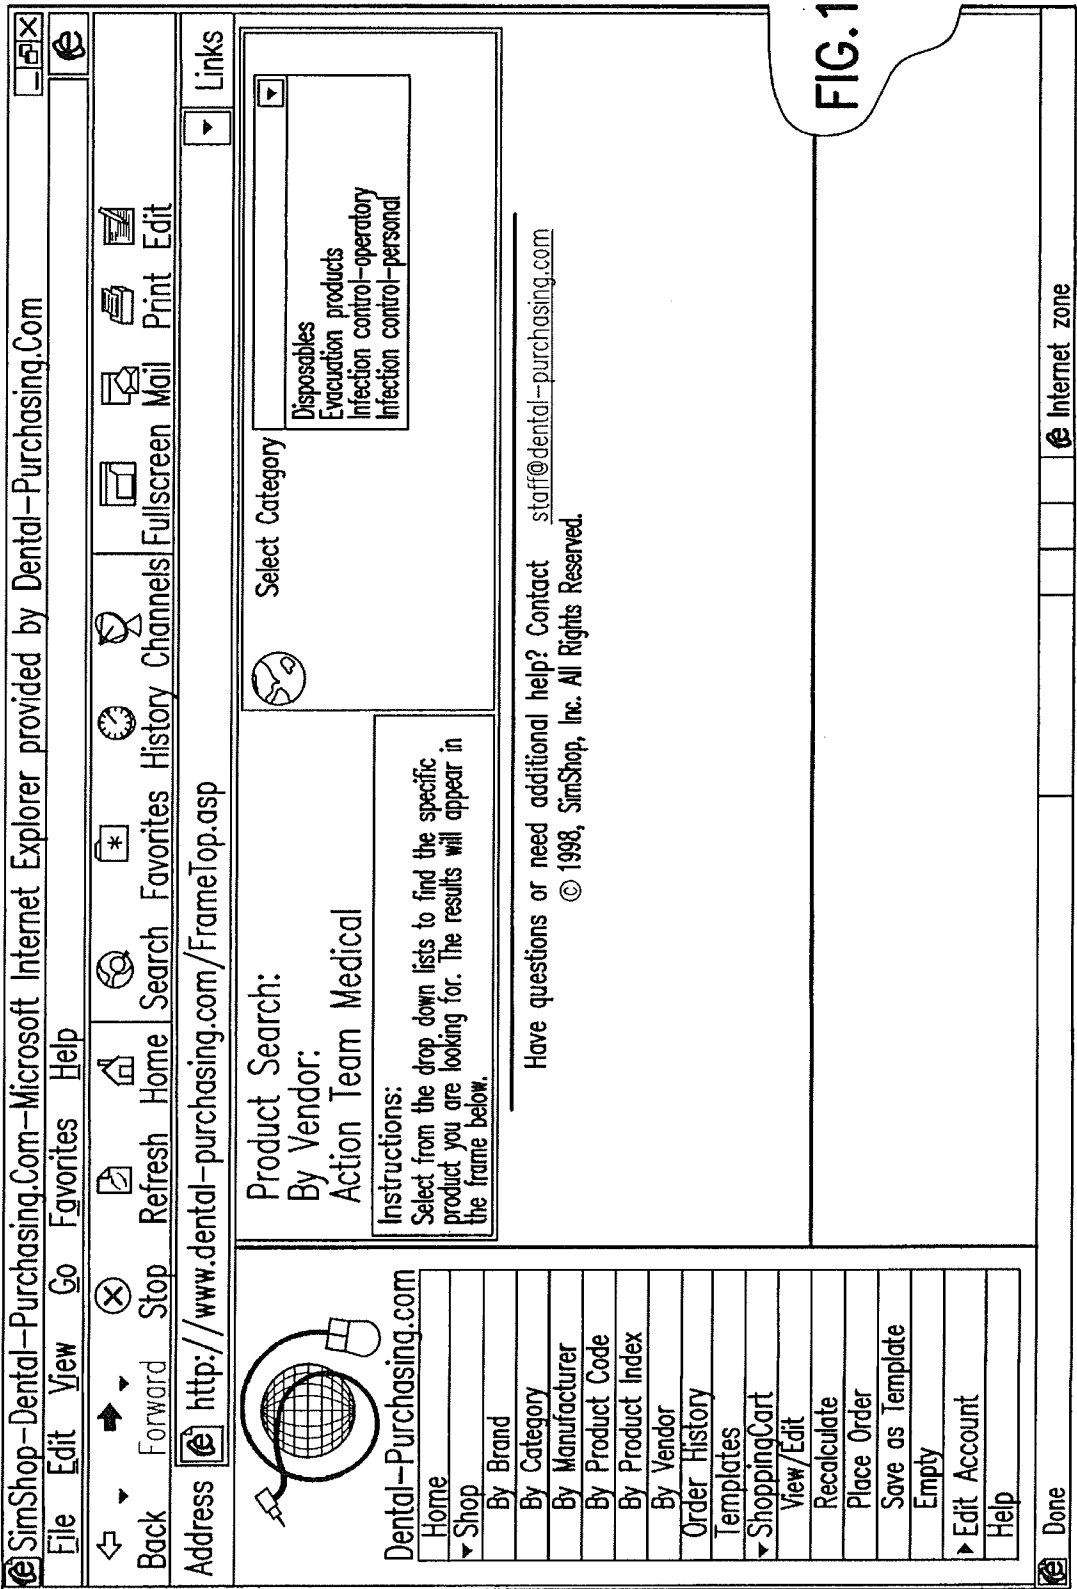 SimShop-Dental-Purchasing.Com-Microsoft Internet Explorer provided by Dental-Purchasing.Com
File Edit View Go Favorites Help
Back Forward Stop Refresh Home Search Favorites History Channels Fullscreen Mail Print Edit
Address http://www.dental-purchasing.com/FrameTop.asp Links
Dental-Purchasing.com
Home
Shop
By Brand
By Category
By Manufacturer
By Product Code
By Product Index
By Vendor
Order History
Templates
ShoppingCart
View/Edit
Recalculate
Place Order
Save as Template
Empty
Edit Account
Help
Product Search:
By Vendor:
Action Team Medical
Instructions:
Select from the drop down lists to find the specific
product you are looking for. The results will appear in
the frame below.
Select Category
Disposables
Evacuation products
Infection control-operatory
Infection control-personal
Have questions or need additional help? Contact staff@dental-purchasing.com
© 1998, SimShop, Inc. All Rights Reserved.
FIG.1
Done
Internet zone